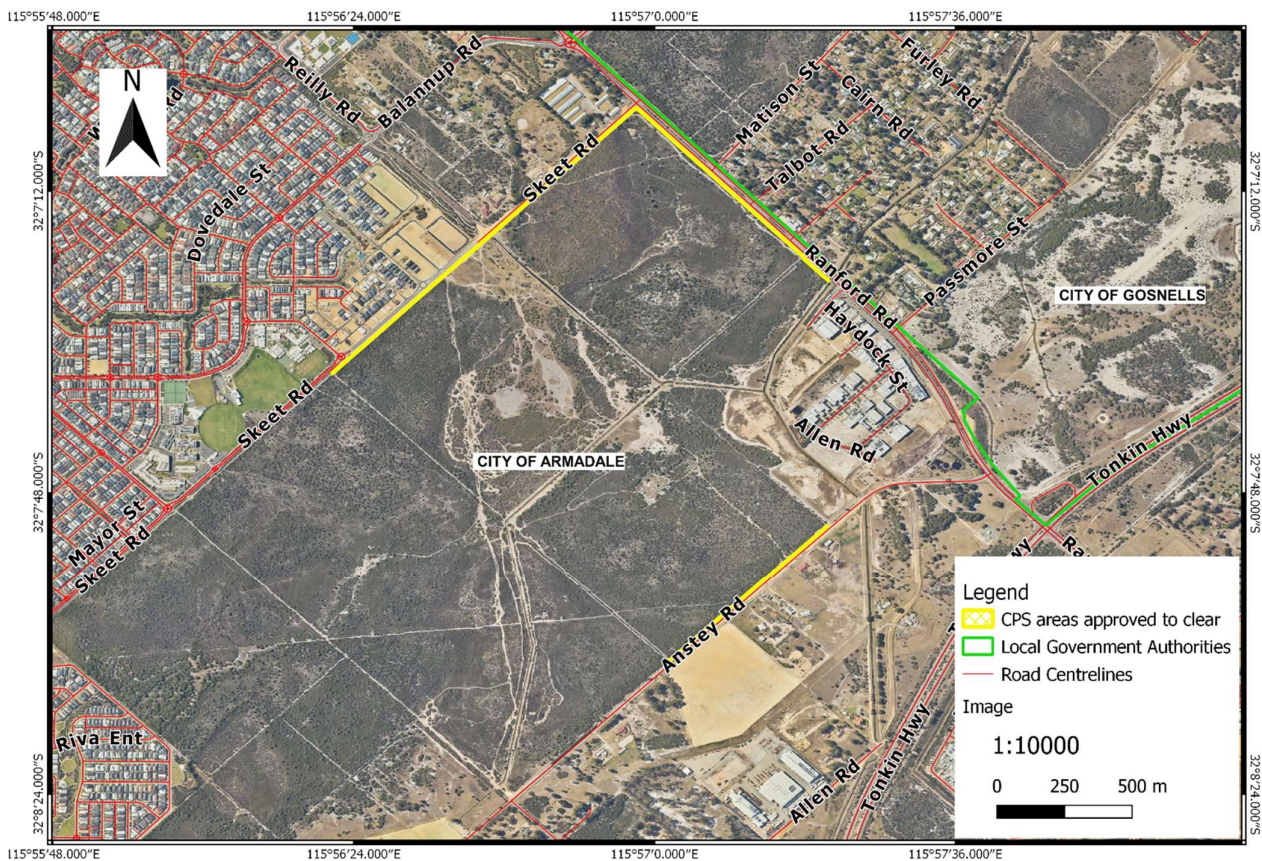 115°55'48.000"E 115°56'24.000"E 115°57'0.000"E 115°57'36.000"E
N
Rd
Reilly Rd
Balannup Rd
Dovedale St
Skeet Rd
Matison St
Furley Rd
Cairn Rd
Talbot Rd
32°7'12.000"S
32°7'12.000"S
Ranford Rd
Passmore St
CITY OF GOSNELLS
Haydock St
Skeet Rd
Allen Rd
CITY OF ARMADALE
Tonkin Hwy
32°7'48.000"S
32°7'48.000"S
Mayor St
Skeet Rd
Anstey Rd
Riva Ent
Allen Rd
Tonkin Hwy
Legend
CPS areas approved to clear
Local Government Authorities
Road Centrelines
Image
1:10000
0 250 500 m
32°8'24.000"S
32°8'24.000"S
115°55'48.000"E 115°56'24.000"E 115°57'0.000"E 115°57'36.000"E